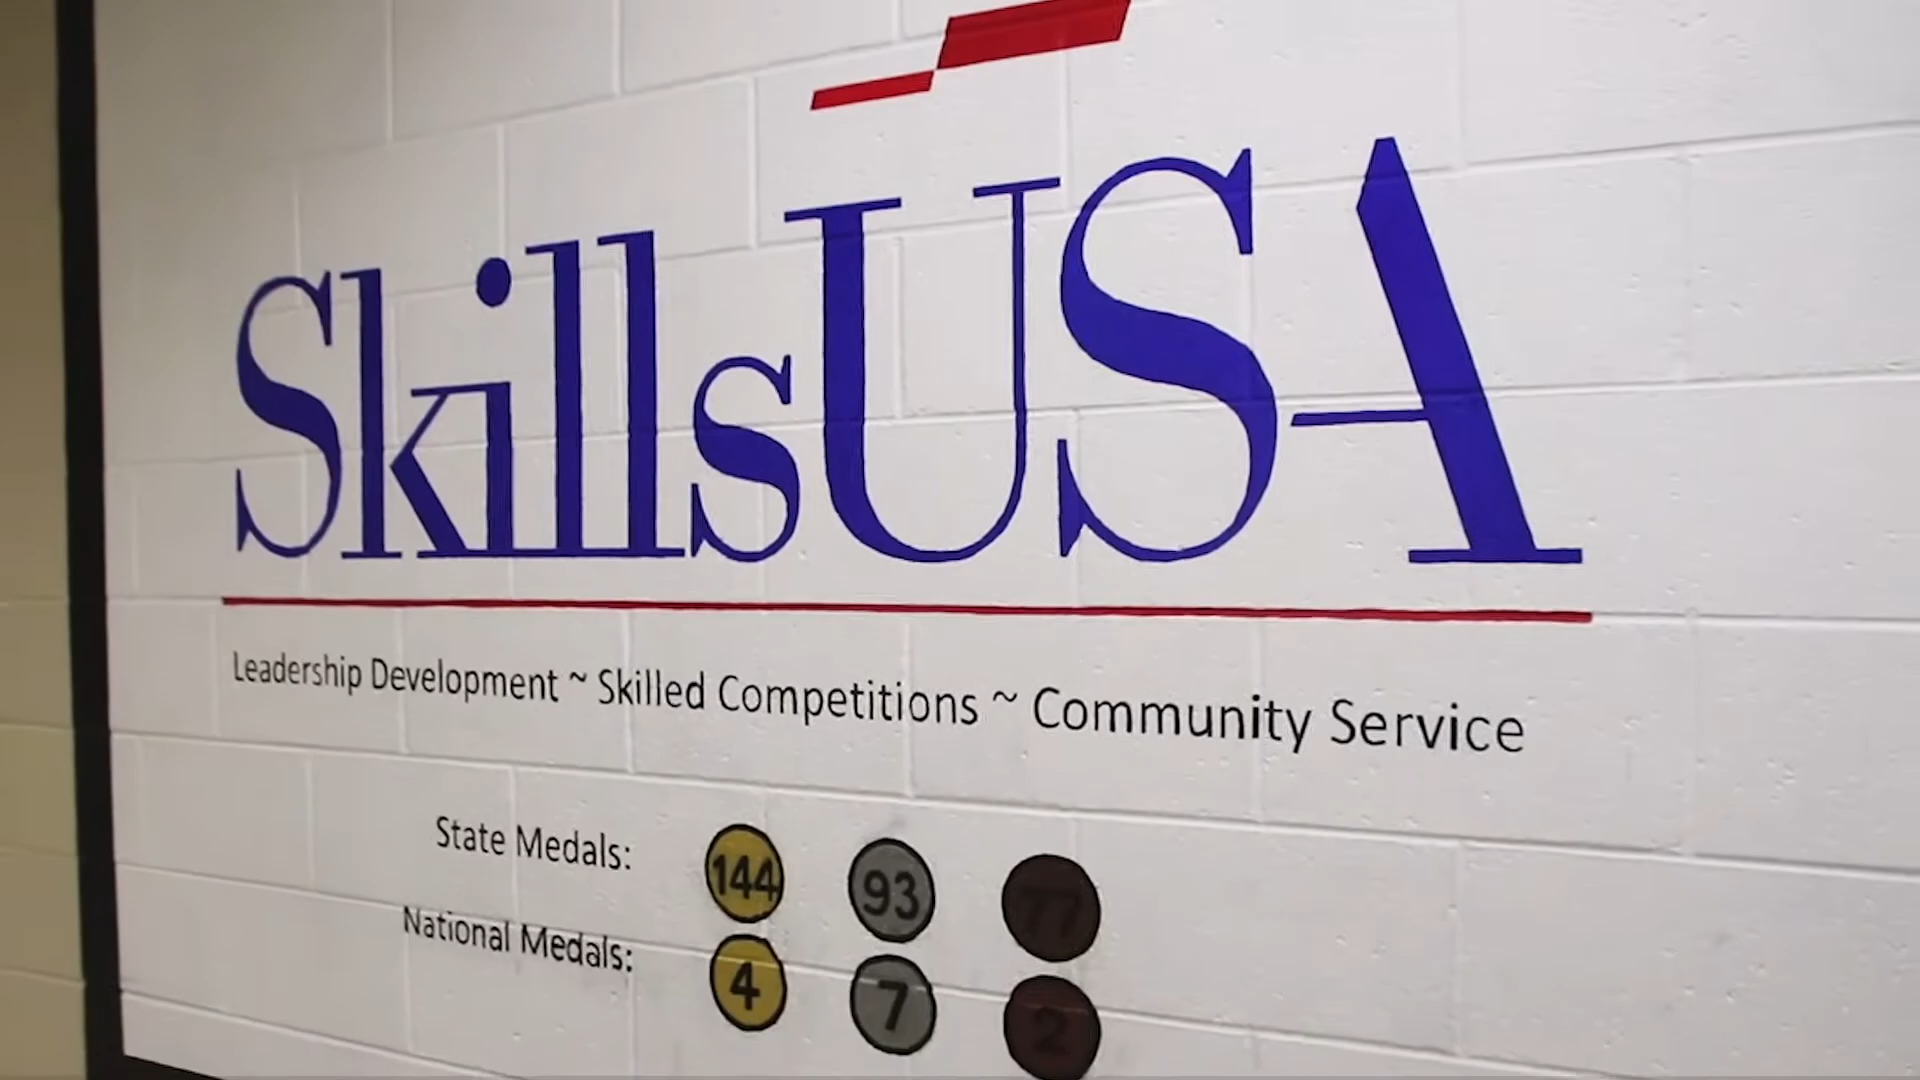 SkillsUSA
Leadership Development ~ Skilled Competitions ~ Community Service
State Medals: 144 93 77
National Medals: 4 7 2